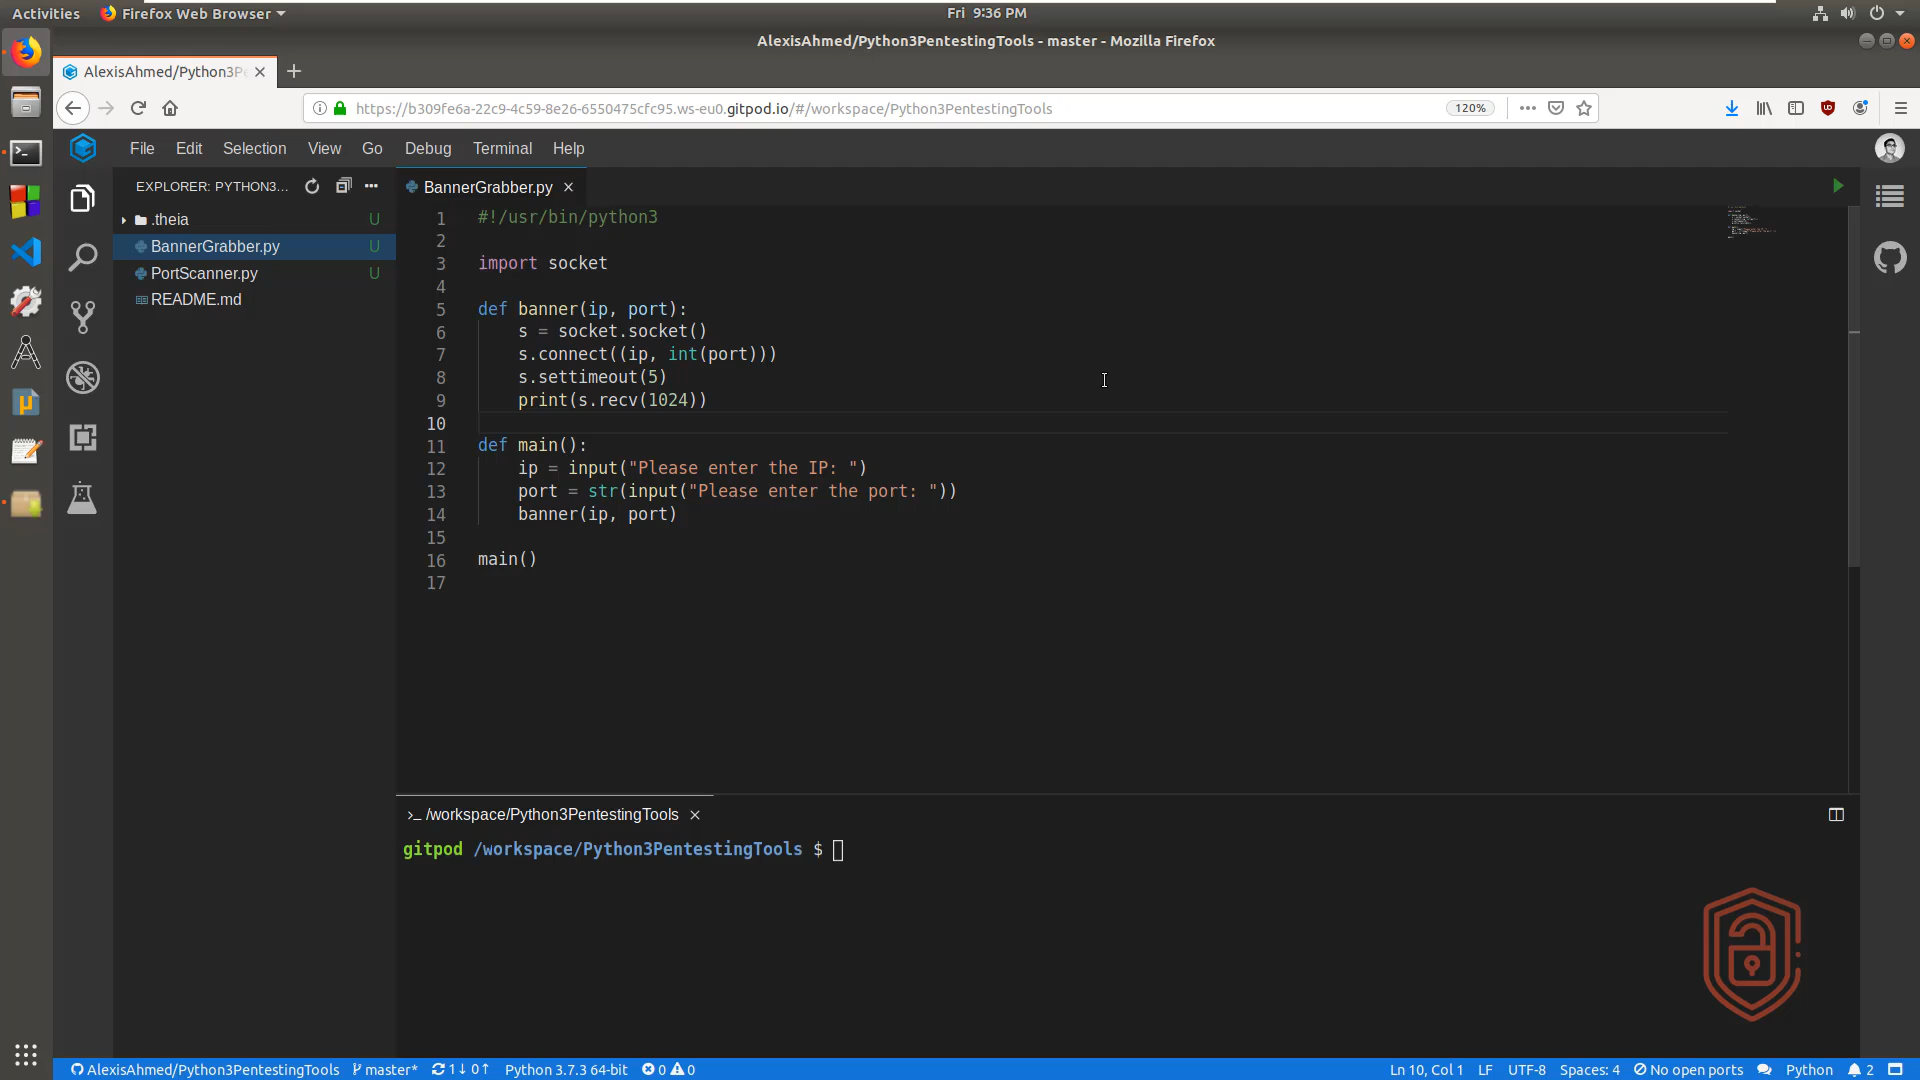 Activities Firefox Web Browser Fri 9:36 PM
AlexisAhmed/Python3PentestingTools - master - Mozilla Firefox
AlexisAhmed/Python3Pe
https://b309fe6a-22c9-4c59-8e26-6550475cfc95.ws-eu0.gitpod.io/#/workspace/Python3PentestingTools 120%
File Edit Selection View Go Debug Terminal Help
EXPLORER: PYTHON3...
.theia U
BannerGrabber.py U
PortScanner.py U
README.md
BannerGrabber.py
1 #!/usr/bin/python3
2
3 import socket
4
5 def banner(ip, port):
6 s = socket.socket()
7 s.connect((ip, int(port)))
8 s.settimeout(5)
9 print(s.recv(1024))
10
11 def main():
12 ip = input("Please enter the IP: ")
13 port = str(input("Please enter the port: "))
14 banner(ip, port)
15
16 main()
17
>_ /workspace/Python3PentestingTools
gitpod /workspace/Python3PentestingTools $
AlexisAhmed/Python3PentestingTools master* 1↓ 0↑ Python 3.7.3 64-bit 0 0 Ln 10, Col 1 LF UTF-8 Spaces: 4 No open ports Python 2